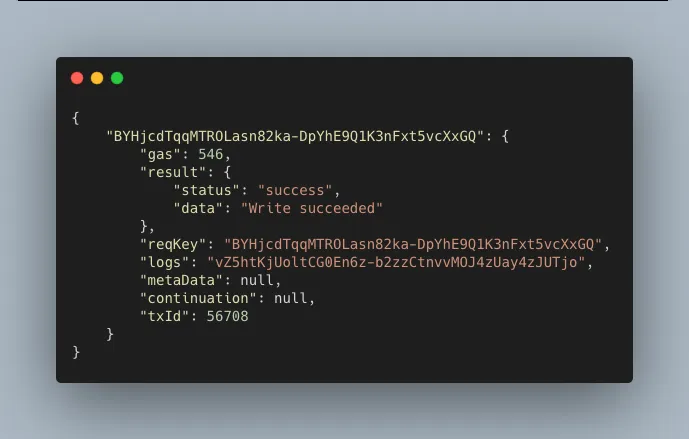 {
    "BYHjcdTqqMTROLasn82ka-DpYhE9Q1K3nFxt5vcXxGQ": {
        "gas": 546,
        "result": {
            "status": "success",
            "data": "Write succeeded"
        },
        "reqKey": "BYHjcdTqqMTROLasn82ka-DpYhE9Q1K3nFxt5vcXxGQ",
        "logs": "vZ5htKjUoltCG0En6z-b2zzCtnvvMOJ4zUay4zJUTjo",
        "metaData": null,
        "continuation": null,
        "txId": 56708
    }
}